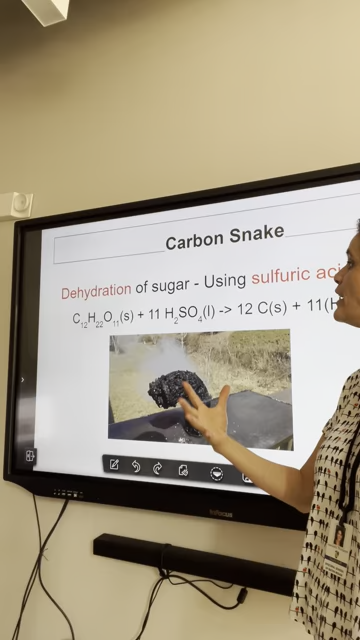 Carbon Snake
Dehydration of sugar - Using sulfuric aci
C₁₂H₂₂O₁₁(s) + 11 H₂SO₄(l) -> 12 C(s) + 11(H